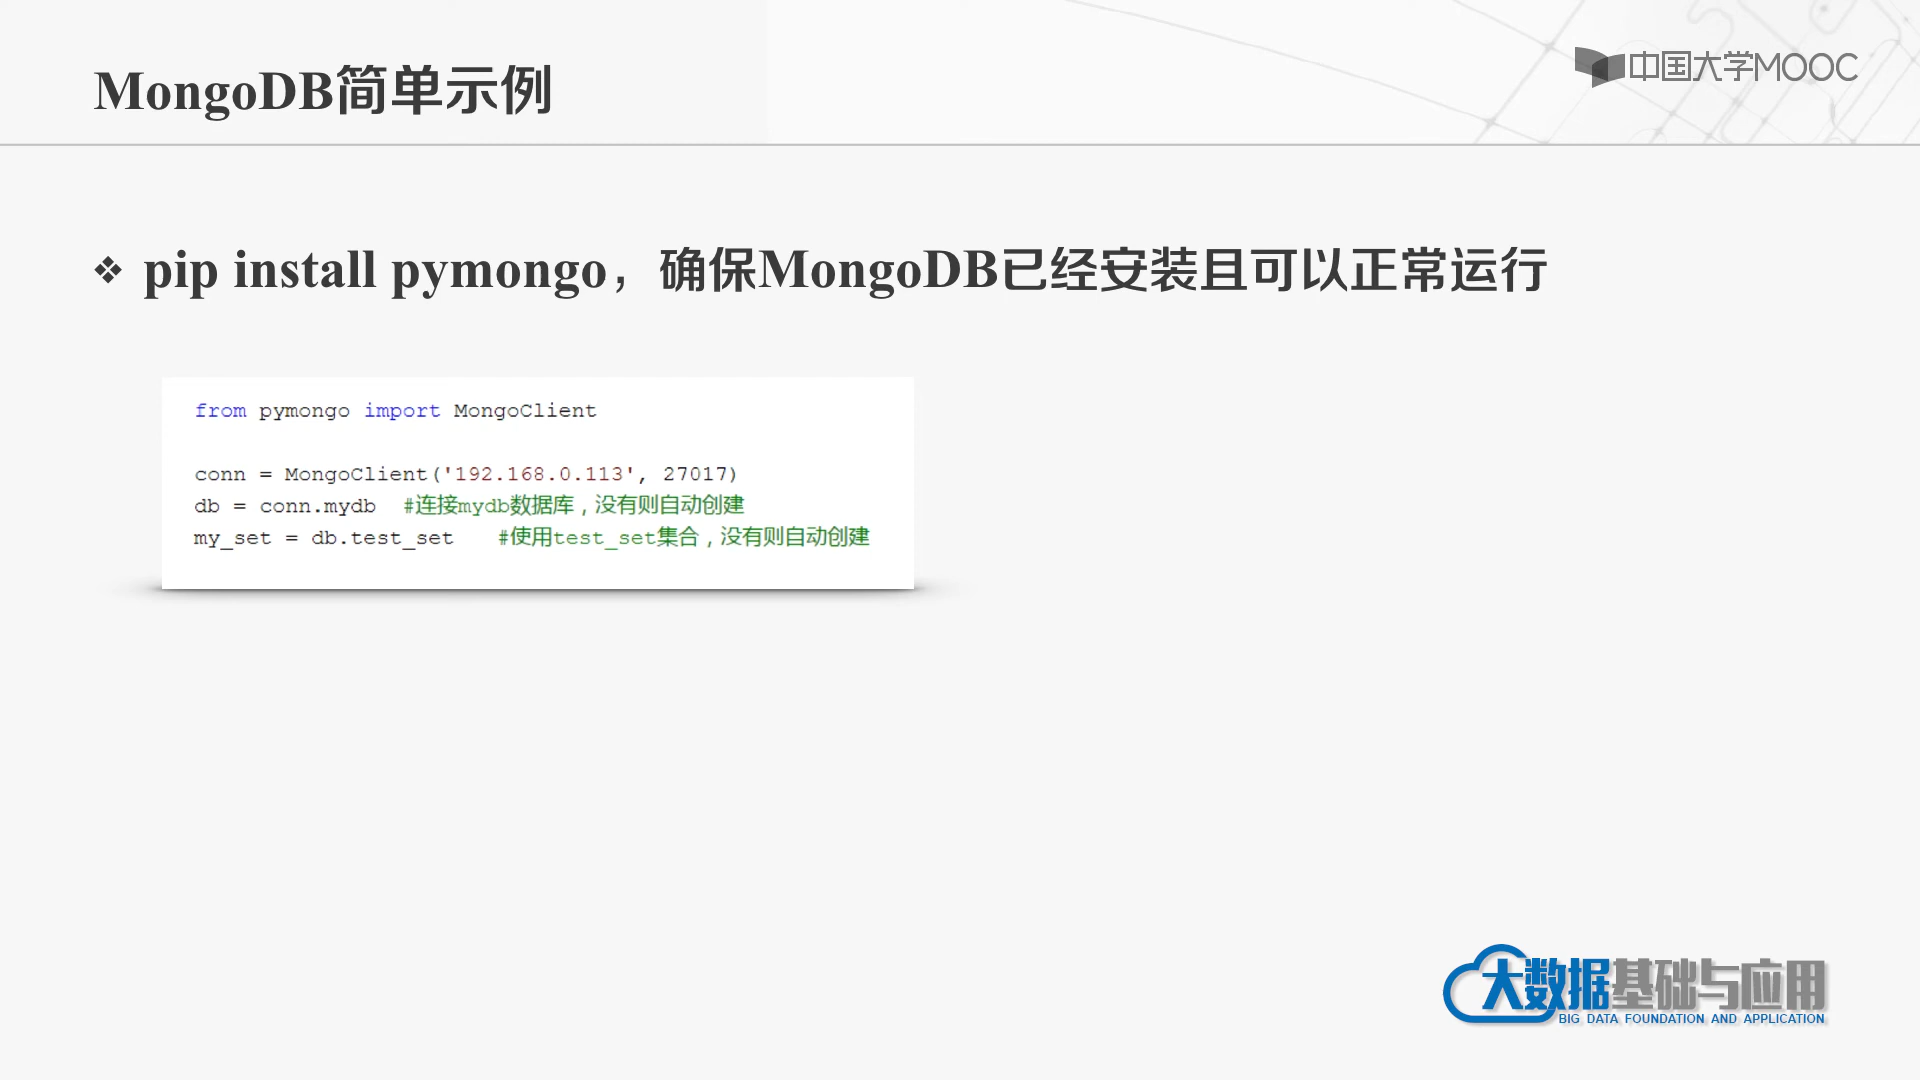 MongoDB简单示例
中国大学MOOC
❖ pip install pymongo，确保MongoDB已经安装且可以正常运行
from pymongo import MongoClient
conn = MongoClient('192.168.0.113', 27017)
db = conn.mydb  #连接mydb数据库，没有则自动创建
my_set = db.test_set   #使用test_set集合，没有则自动创建
大数据基础与应用
BIG DATA FOUNDATION AND APPLICATION